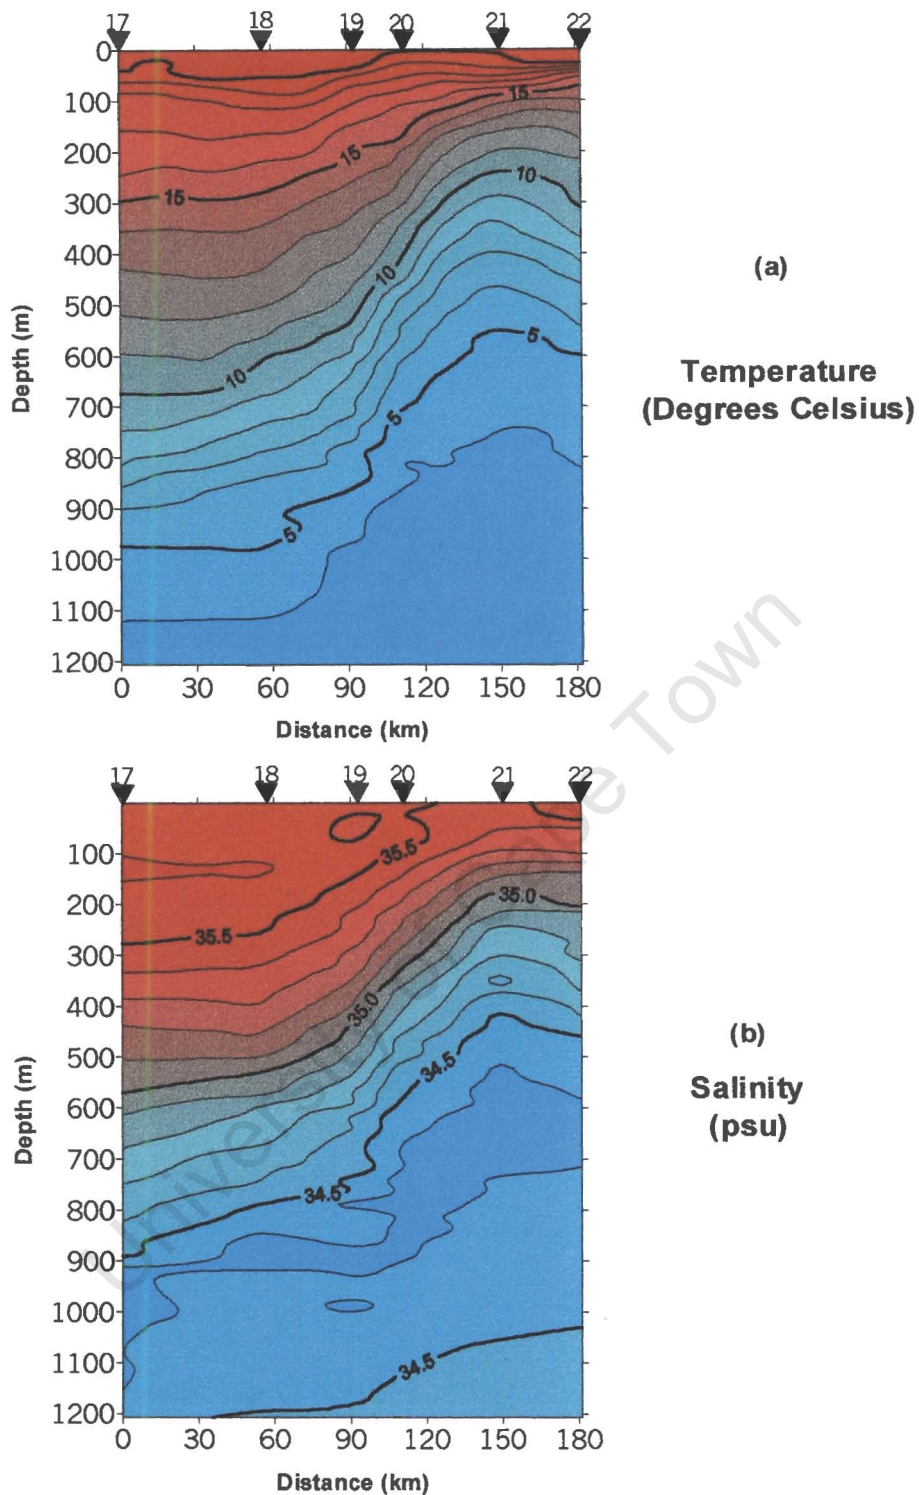 17 18 19 20 21 22
0
100
200
300
400
500
600
700
800
900
1000
1100
1200
Depth (m)
15 15 15
10 10 10
5 5 5
0 30 60 90 120 150 180
Distance (km)
(a)
Temperature
(Degrees Celsius)
17 18 19 20 21 22
100
200
300
400
500
600
700
800
900
1000
1100
1200
Depth (m)
35.5 35.5
35.0 35.0
34.5 34.5
34.5
0 30 60 90 120 150 180
Distance (km)
(b)
Salinity
(psu)
University of Cape Town